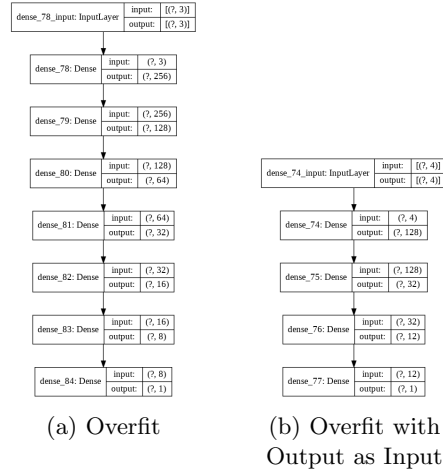 dense_78_input: InputLayer input: [(?, 3)]
output: [(?, 3)]
dense_78: Dense input: (?, 3)
output: (?, 256)
dense_79: Dense input: (?, 256)
output: (?, 128)
dense_80: Dense input: (?, 128)
output: (?, 64)
dense_81: Dense input: (?, 64)
output: (?, 32)
dense_82: Dense input: (?, 32)
output: (?, 16)
dense_83: Dense input: (?, 16)
output: (?, 8)
dense_84: Dense input: (?, 8)
output: (?, 1)
(a) Overfit
dense_74_input: InputLayer input: [(?, 4)]
output: [(?, 4)]
dense_74: Dense input: (?, 4)
output: (?, 128)
dense_75: Dense input: (?, 128)
output: (?, 32)
dense_76: Dense input: (?, 32)
output: (?, 12)
dense_77: Dense input: (?, 12)
output: (?, 1)
(b) Overfit with
Output as Input